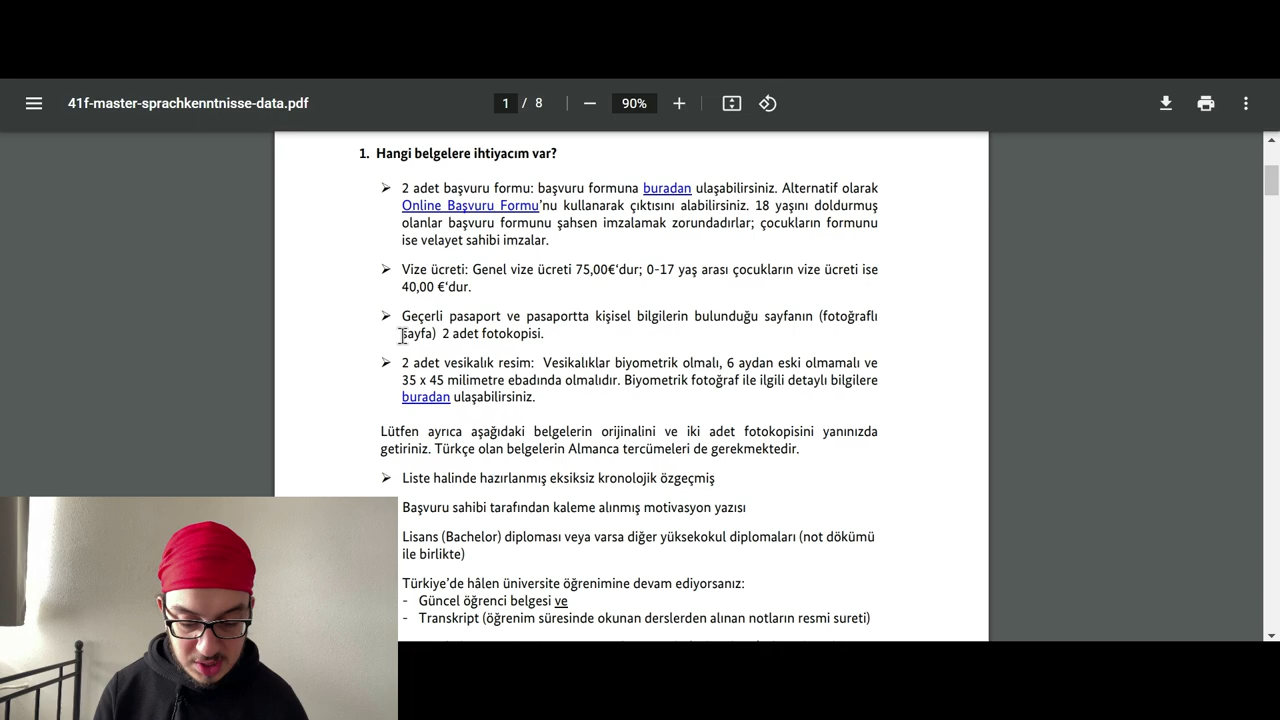 41f-master-sprachkenntnisse-data.pdf
1 / 8
90%
1. Hangi belgelere ihtiyacım var?
➢ 2 adet başvuru formu: başvuru formuna buradan ulaşabilirsiniz. Alternatif olarak
Online Başvuru Formu’nu kullanarak çıktısını alabilirsiniz. 18 yaşını doldurmuş
olanlar başvuru formunu şahsen imzalamak zorundadırlar; çocukların formunu
ise velayet sahibi imzalar.
➢ Vize ücreti: Genel vize ücreti 75,00€‘dur; 0-17 yaş arası çocukların vize ücreti ise
40,00 €‘dur.
➢ Geçerli pasaport ve pasaportta kişisel bilgilerin bulunduğu sayfanın (fotoğraflı
sayfa) 2 adet fotokopisi.
➢ 2 adet vesikalık resim: Vesikalıklar biyometrik olmalı, 6 aydan eski olmamalı ve
35 x 45 milimetre ebadında olmalıdır. Biyometrik fotoğraf ile ilgili detaylı bilgilere
buradan ulaşabilirsiniz.
Lütfen ayrıca aşağıdaki belgelerin orijinalini ve iki adet fotokopisini yanınızda
getiriniz. Türkçe olan belgelerin Almanca tercümeleri de gerekmektedir.
➢ Liste halinde hazırlanmış eksiksiz kronolojik özgeçmiş
Başvuru sahibi tarafından kaleme alınmış motivasyon yazısı
Lisans (Bachelor) diploması veya varsa diğer yüksekokul diplomaları (not dökümü
ile birlikte)
Türkiye’de hâlen üniversite öğrenimine devam ediyorsanız:
- Güncel öğrenci belgesi ve
- Transkript (öğrenim süresinde okunan derslerden alınan notların resmi sureti)